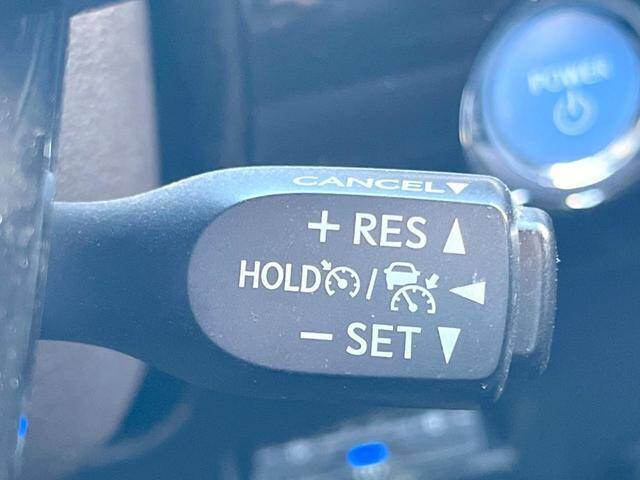 POWER
CANCEL▼
+ RES ▲
HOLD / ◀
− SET ▼